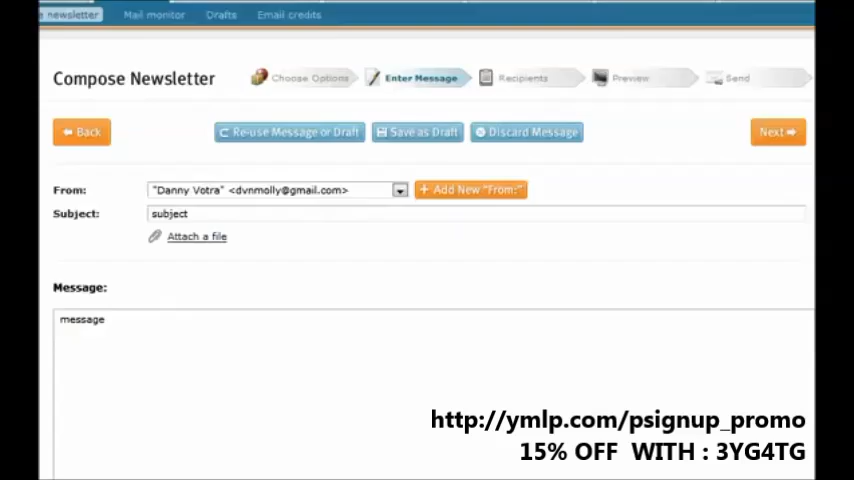 e newsletter Mail monitor Drafts Email credits
Compose Newsletter Choose Options Enter Message Recipients Preview Send
Back Re-use Message or Draft Save as Draft Discard Message Next
From: "Danny Votra" <dvnmolly@gmail.com> + Add New "From:"
Subject: subject
Attach a file
Message:
message
http://ymlp.com/psignup_promo
15% OFF WITH : 3YG4TG